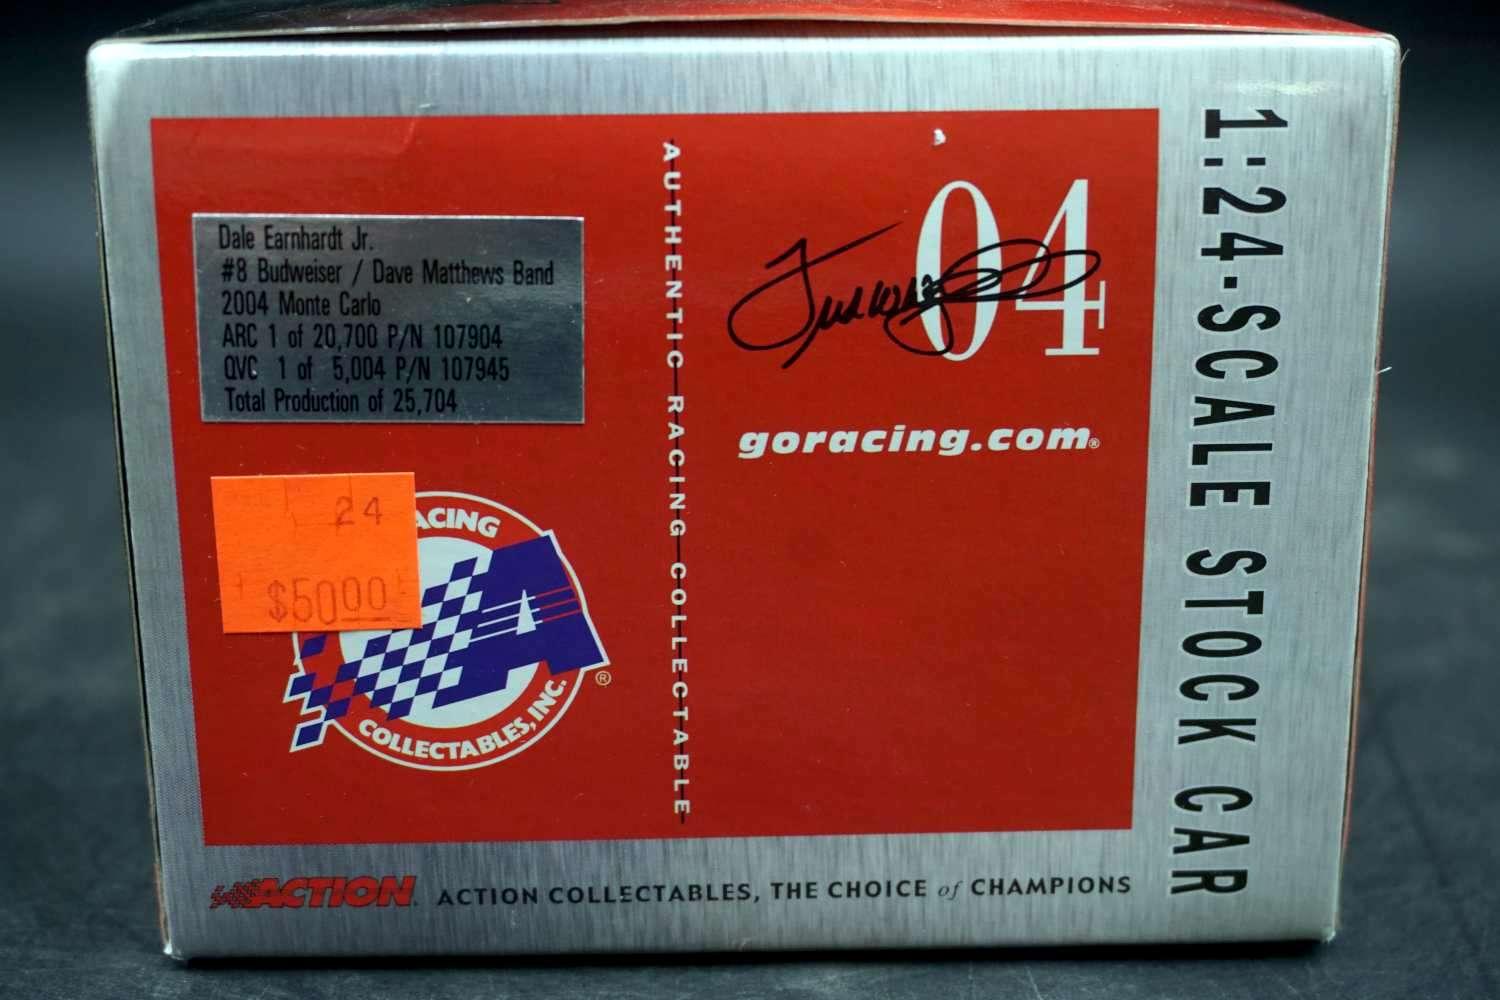 Dale Earnhardt Jr.
#8 Budweiser / Dave Matthews Band
2004 Monte Carlo
ARC 1 of 20,700 P/N 107904
QVC 1 of 5,004 P/N 107945
Total Production of 25,704
24
$50.00
COLLECTABLES, INC.
®
AUTHENTIC RACING COLLECTABLE
04
goracing.com®
1:24-SCALE STOCK CAR
ACTION
ACTION COLLECTABLES, THE CHOICE of CHAMPIONS